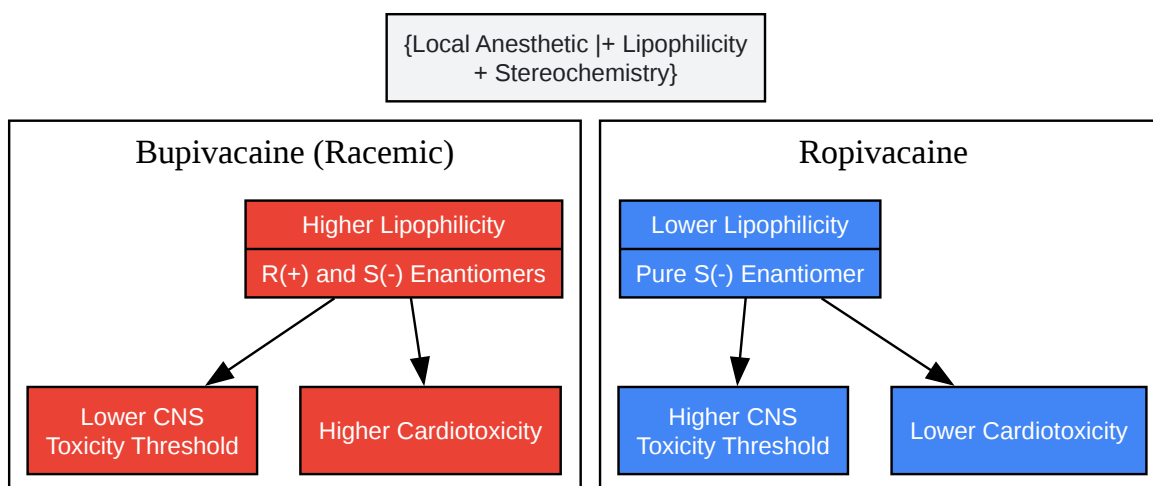 {Local Anesthetic |+ Lipophilicity
+ Stereochemistry}
Bupivacaine (Racemic)
Higher Lipophilicity
R(+) and S(-) Enantiomers
Lower CNS
Toxicity Threshold
Higher Cardiotoxicity
Ropivacaine
Lower Lipophilicity
Pure S(-) Enantiomer
Higher CNS
Toxicity Threshold
Lower Cardiotoxicity